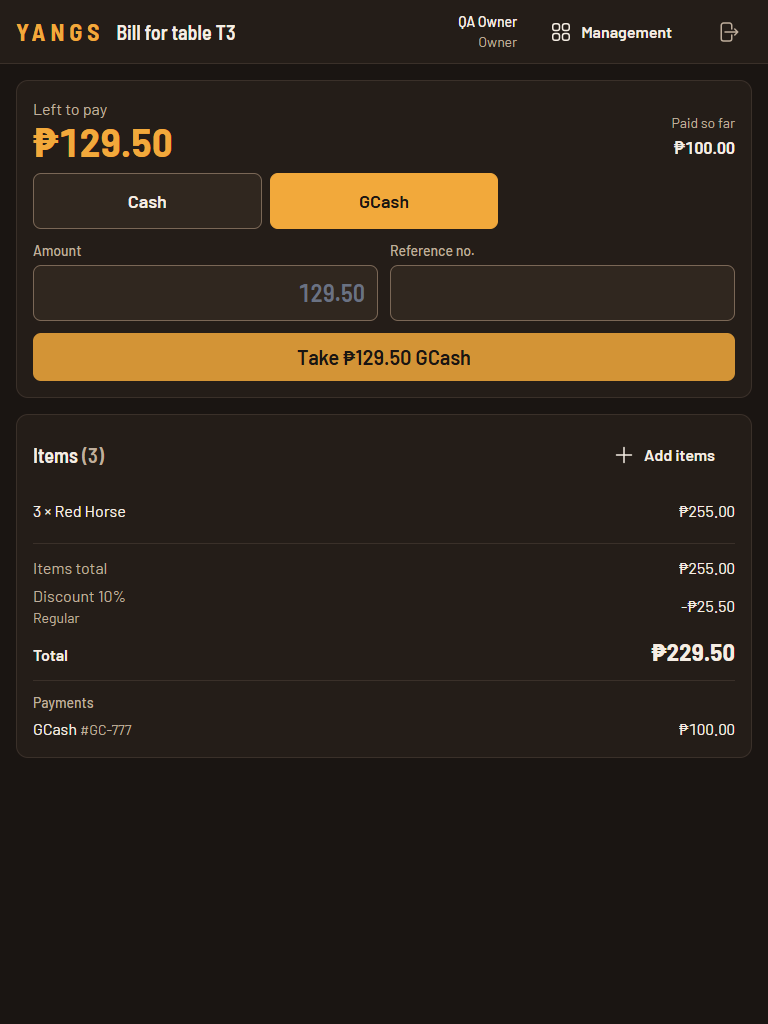 YANGS Bill for table T3
QA Owner
Owner
Management
Left to pay
₱129.50
Paid so far
₱100.00
Cash
GCash
Amount
Reference no.
129.50
Take ₱129.50 GCash
Items (3)
Add items
3 × Red Horse ₱255.00
Items total ₱255.00
Discount 10%
Regular
-₱25.50
Total ₱229.50
Payments
GCash #GC-777 ₱100.00